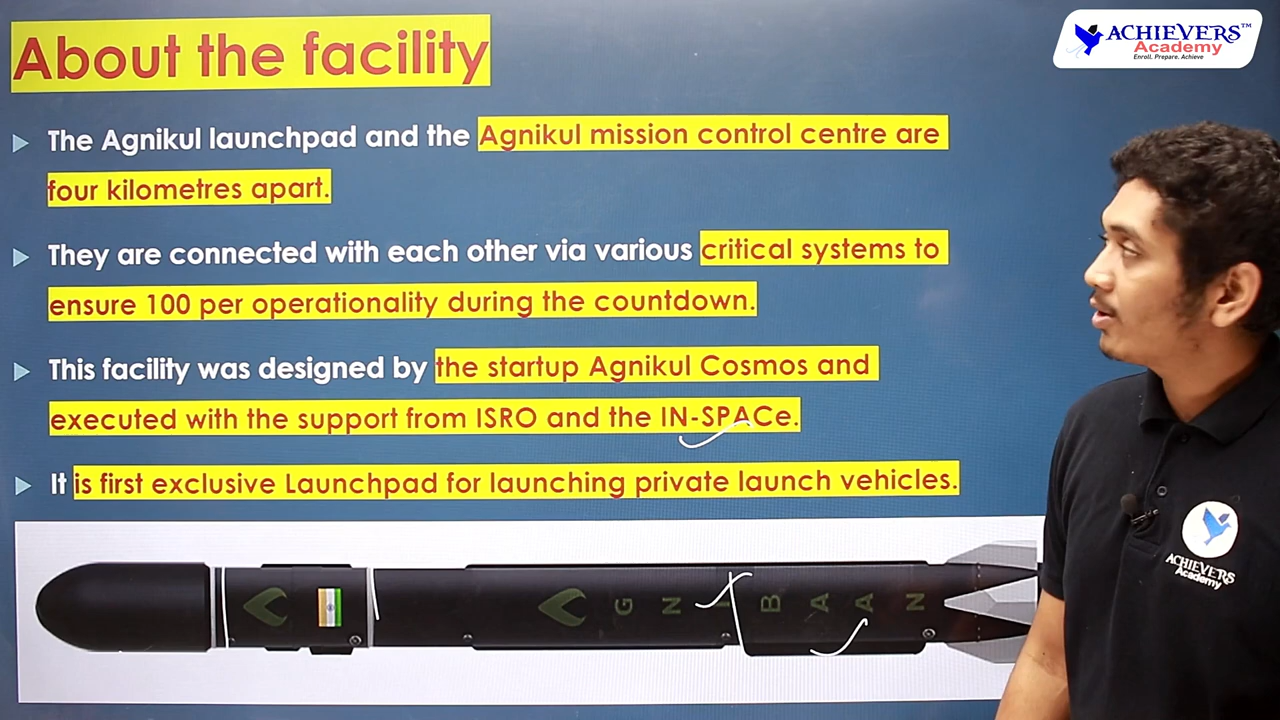 About the facility
ACHIEVERS™
Academy
Enroll. Prepare. Achieve
The Agnikul launchpad and the Agnikul mission control centre are
four kilometres apart.
They are connected with each other via various critical systems to
ensure 100 per operationality during the countdown.
This facility was designed by the startup Agnikul Cosmos and
executed with the support from ISRO and the IN-SPACe.
It is first exclusive Launchpad for launching private launch vehicles.
GNIBAAN
ACHIEVERS
Academy